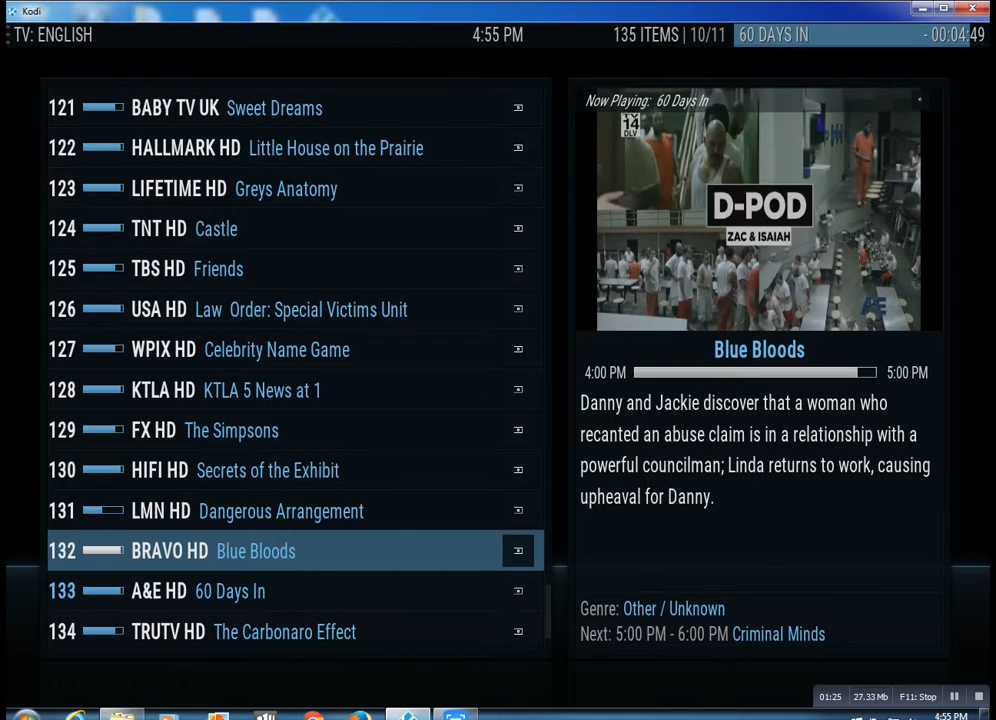 Kodi
TV: ENGLISH 4:55 PM 135 ITEMS | 10/11 60 DAYS IN - 00:04:49
121 BABY TV UK Sweet Dreams
122 HALLMARK HD Little House on the Prairie
123 LIFETIME HD Greys Anatomy
124 TNT HD Castle
125 TBS HD Friends
126 USA HD Law Order: Special Victims Unit
127 WPIX HD Celebrity Name Game
128 KTLA HD KTLA 5 News at 1
129 FX HD The Simpsons
130 HIFI HD Secrets of the Exhibit
131 LMN HD Dangerous Arrangement
132 BRAVO HD Blue Bloods
133 A&E HD 60 Days In
134 TRUTV HD The Carbonaro Effect
Now Playing: 60 Days In
TV
14
DLV
D-POD
ZAC & ISAIAH
A&E
Blue Bloods
4:00 PM 5:00 PM
Danny and Jackie discover that a woman who
recanted an abuse claim is in a relationship with a
powerful councilman; Linda returns to work, causing
upheaval for Danny.
Genre: Other / Unknown
Next: 5:00 PM - 6:00 PM Criminal Minds
01:25 27.33 Mb F11: Stop
4:55 PM